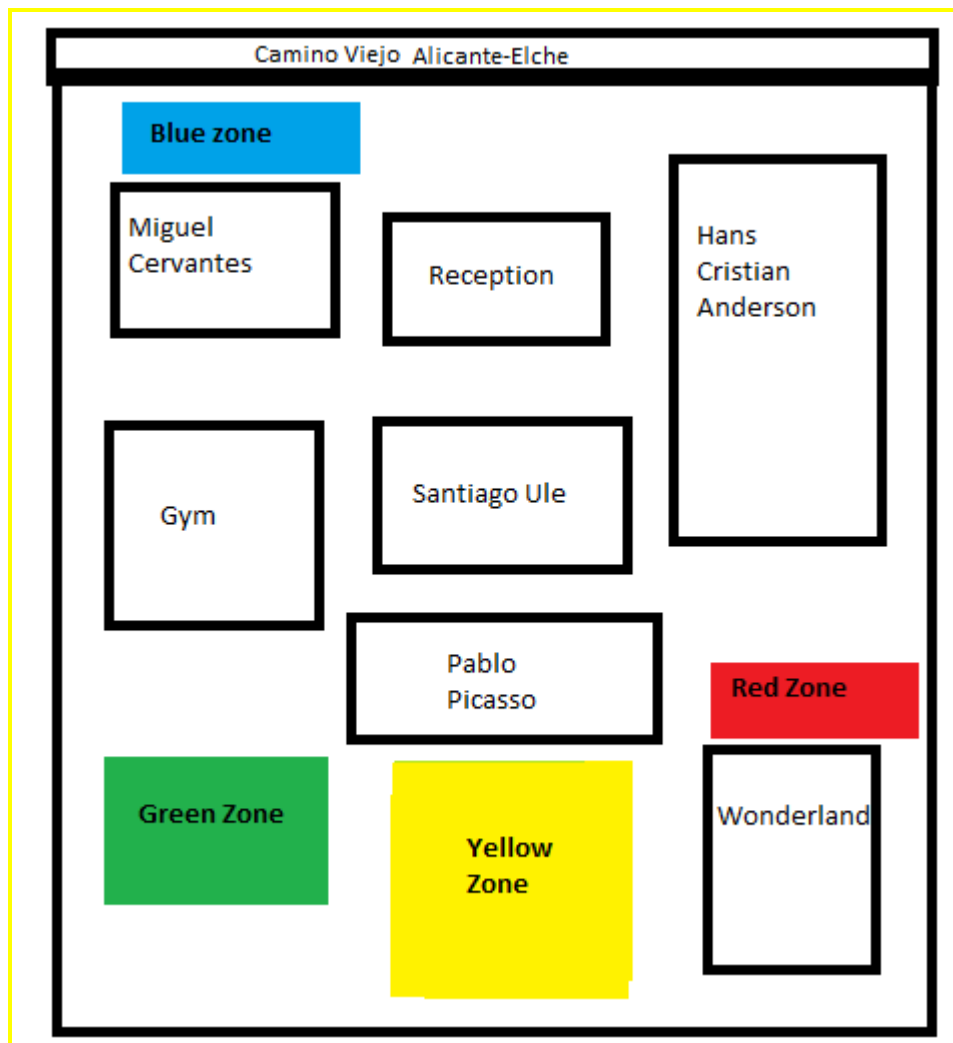 Camino Viejo Alicante-Elche
Blue zone
Miguel
Cervantes
Reception
Hans
Cristian
Anderson
Gym
Santiago Ule
Pablo
Picasso
Red Zone
Green Zone
Yellow
Zone
Wonderland